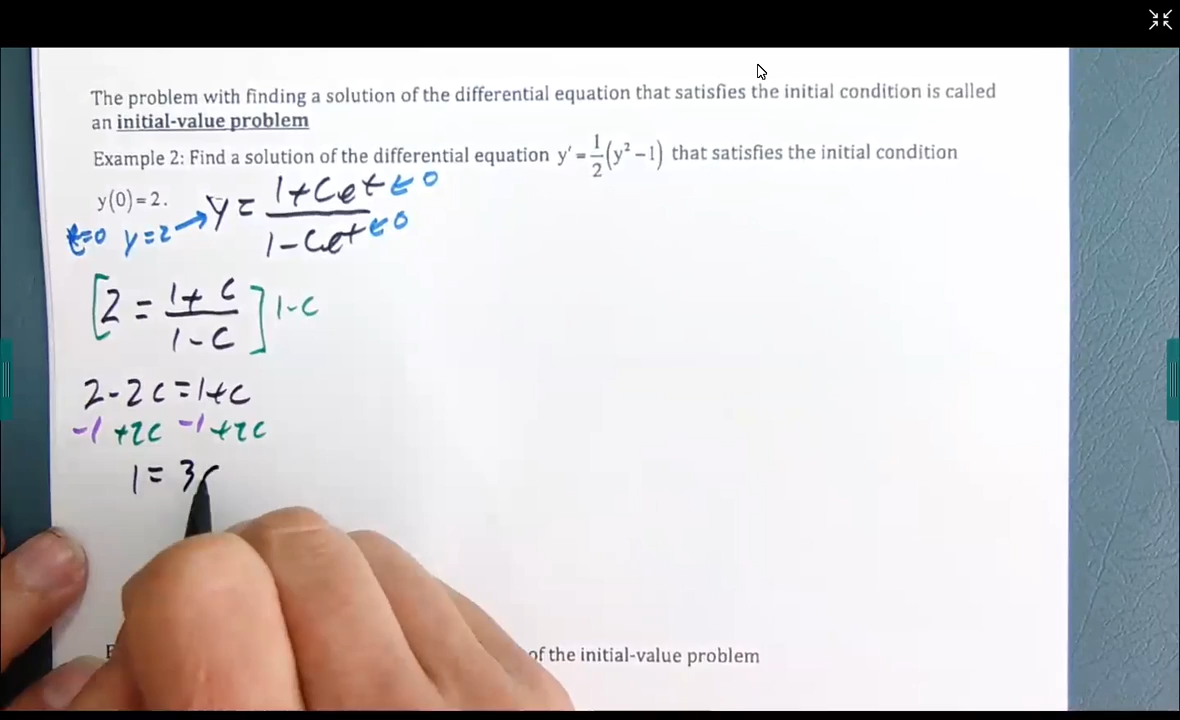 The problem with finding a solution of the differential equation that satisfies the initial condition is called
an initial-value problem
Example 2: Find a solution of the differential equation y' = 1/2 (y² − 1) that satisfies the initial condition
y(0) = 2.
y = (1 + Ce^t) / (1 − Ce^t)
← 0
← 0
t=0 y=2 →
[2 = (1 + C) / (1 − C)] 1−C
2 − 2C = 1 + C
−1 +2C −1 +2C
1 = 3C
of the initial-value problem